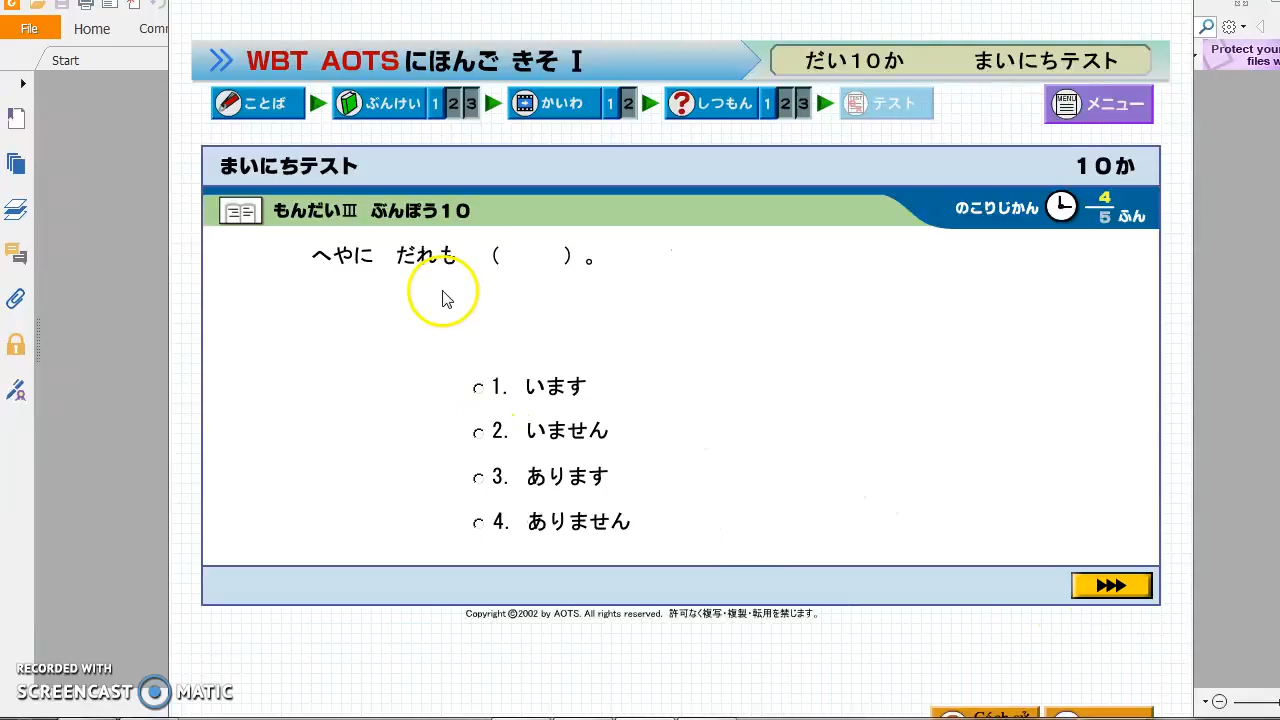 File Home Comm
Start
Protect your
files w
WBT AOTS にほんご きそ Ⅰ
だい10か まいにちテスト
ことば ぶんけい 1 2 3 かいわ 1 2 しつもん 1 2 3 テスト
MENU メニュー
まいにちテスト 10か
もんだいⅢ ぶんぽう10
のこりじかん 4/5 ふん
へやに だれも ( )。
1. います
2. いません
3. あります
4. ありません
Copyright ©2002 by AOTS. All rights reserved. 許可なく複写・複製・転用を禁じます。
RECORDED WITH
SCREENCAST MATIC